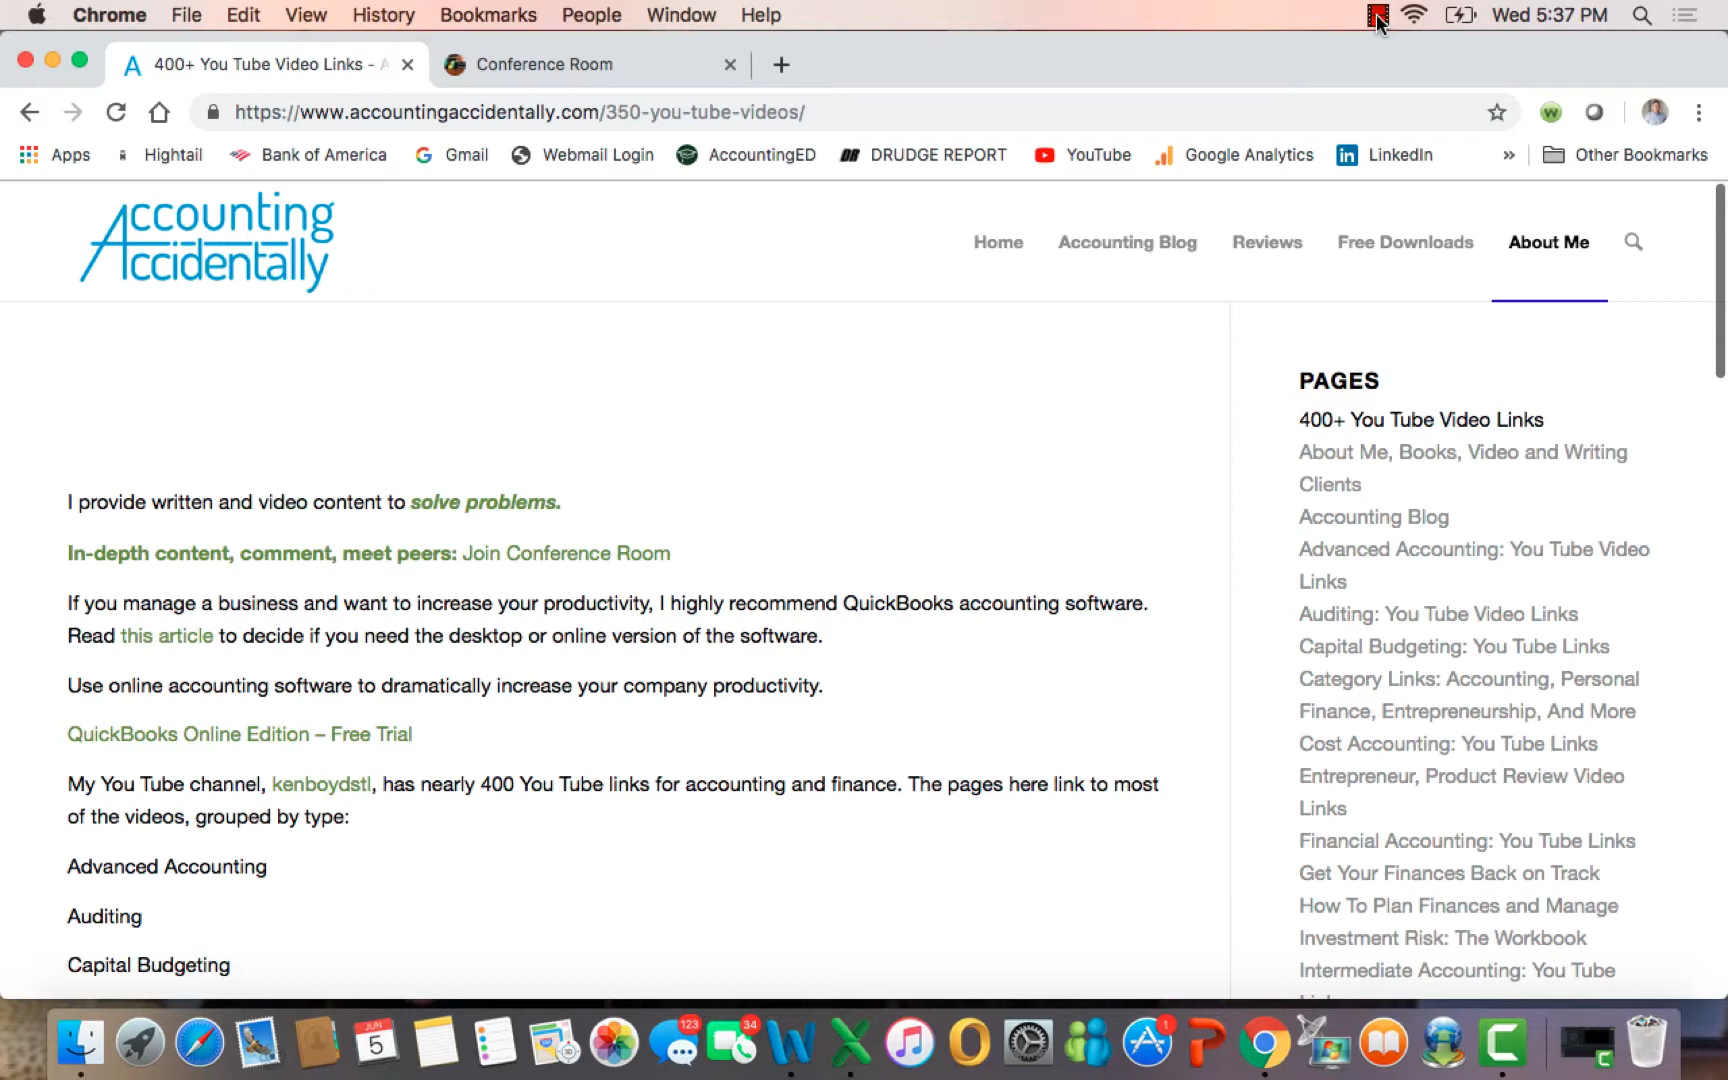 Chrome File Edit View History Bookmarks People Window Help Wed 5:37 PM
400+ You Tube Video Links - A Conference Room
https://www.accountingaccidentally.com/350-you-tube-videos/
Apps Hightail Bank of America Gmail Webmail Login AccountingED DRUDGE REPORT YouTube Google Analytics LinkedIn » Other Bookmarks
Accounting
Accidentally
Home Accounting Blog Reviews Free Downloads About Me
I provide written and video content to solve problems.
In-depth content, comment, meet peers: Join Conference Room
If you manage a business and want to increase your productivity, I highly recommend QuickBooks accounting software.
Read this article to decide if you need the desktop or online version of the software.
Use online accounting software to dramatically increase your company productivity.
QuickBooks Online Edition – Free Trial
My You Tube channel, kenboydstl, has nearly 400 You Tube links for accounting and finance. The pages here link to most
of the videos, grouped by type:
Advanced Accounting
Auditing
Capital Budgeting
PAGES
400+ You Tube Video Links
About Me, Books, Video and Writing
Clients
Accounting Blog
Advanced Accounting: You Tube Video
Links
Auditing: You Tube Video Links
Capital Budgeting: You Tube Links
Category Links: Accounting, Personal
Finance, Entrepreneurship, And More
Cost Accounting: You Tube Links
Entrepreneur, Product Review Video
Links
Financial Accounting: You Tube Links
Get Your Finances Back on Track
How To Plan Finances and Manage
Investment Risk: The Workbook
Intermediate Accounting: You Tube
JUN
5
123
34
1